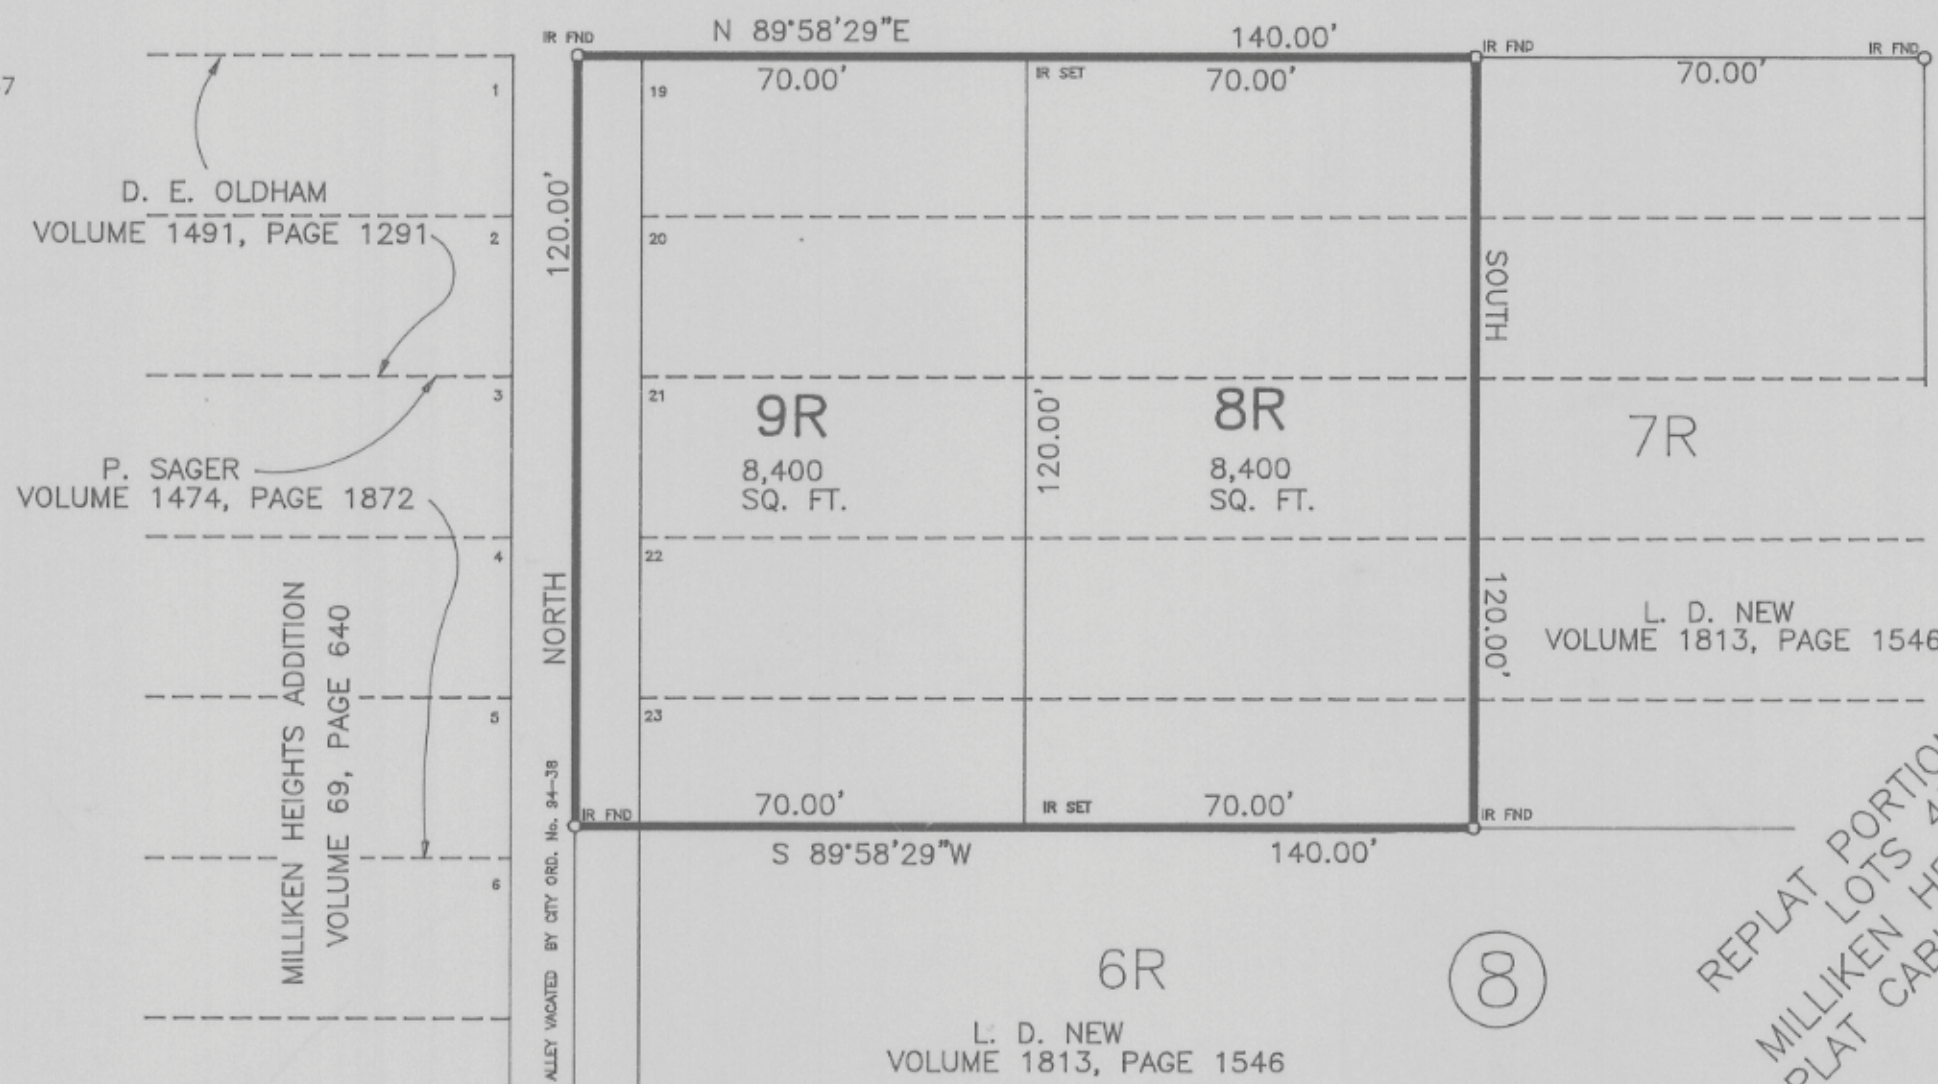 N 89°58'29"E
140.00'
IR FND
IR FND
IR FND
70.00'
IR SET
70.00'
70.00'
7
1
19
D. E. OLDHAM
VOLUME 1491, PAGE 1291
2
120.00'
20
SOUTH
3
21
9R
8,400
SQ. FT.
120.00'
8R
8,400
SQ. FT.
7R
P. SAGER
VOLUME 1474, PAGE 1872
4
22
NORTH
120.00'
L. D. NEW
VOLUME 1813, PAGE 1546
MILLIKEN HEIGHTS ADDITION
VOLUME 69, PAGE 640
5
23
IR FND
70.00'
IR SET
70.00'
IR FND
S 89°58'29"W
140.00'
6
ALLEY VACATED BY CITY ORD. No. 94-38
6R
8
L. D. NEW
VOLUME 1813, PAGE 1546
REPLAT PORTION
LOTS
MILLIKEN
PLAT